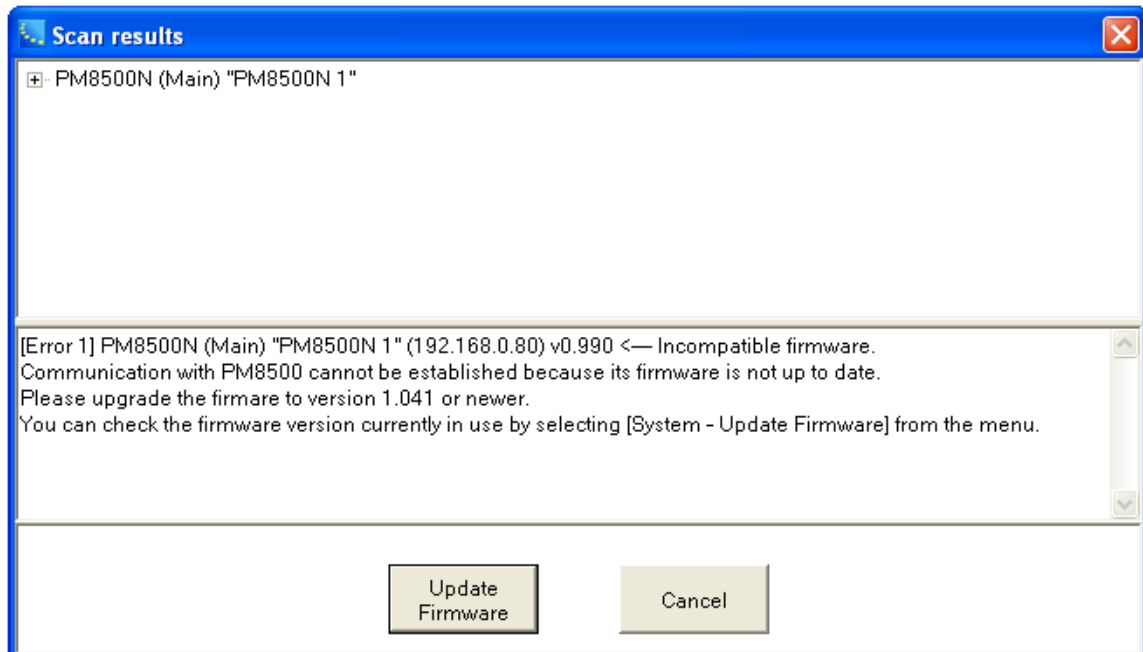 Scan results
PM8500N (Main) "PM8500N 1"
[Error 1] PM8500N (Main) "PM8500N 1" (192.168.0.80) v0.990 <— Incompatible firmware.
Communication with PM8500 cannot be established because its firmware is not up to date.
Please upgrade the firmare to version 1.041 or newer.
You can check the firmware version currently in use by selecting [System - Update Firmware] from the menu.
Update
Firmware
Cancel